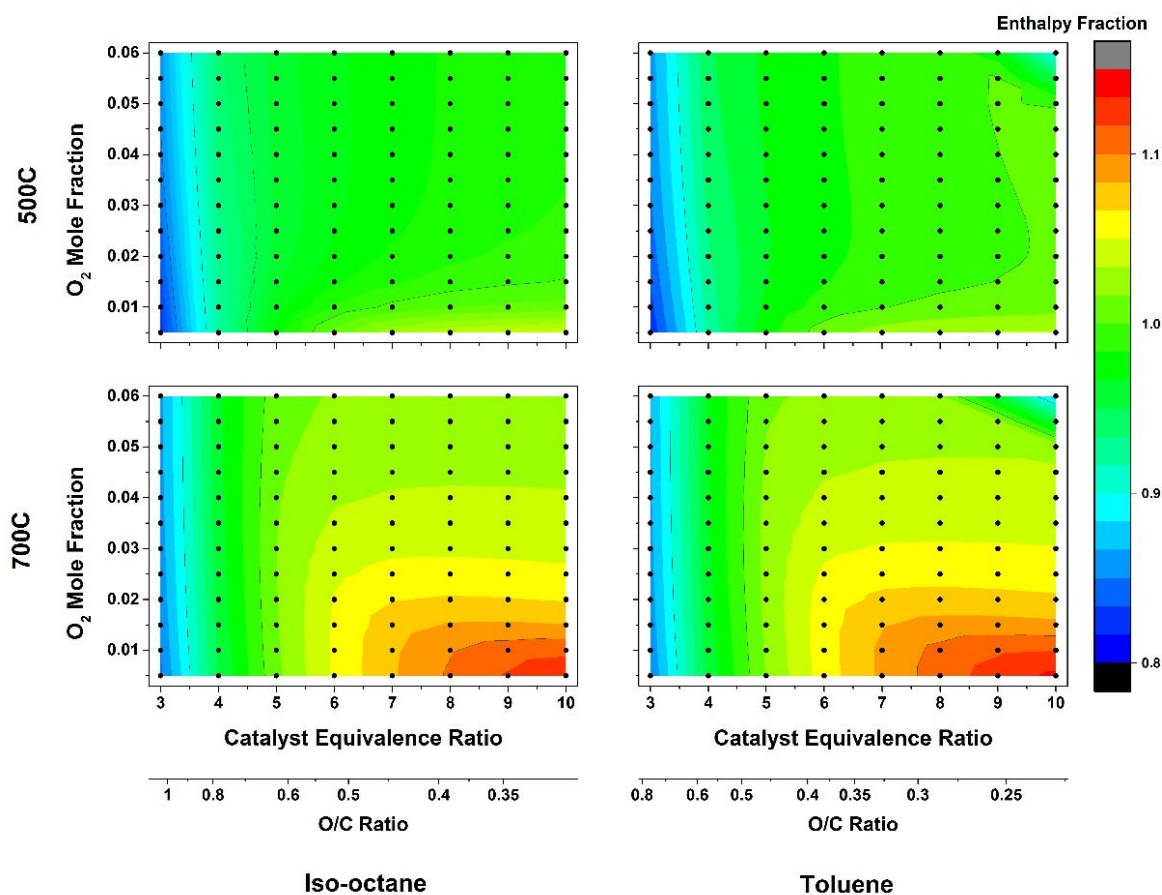 Enthalpy Fraction
500C
O₂ Mole Fraction
0.06
0.05
0.04
0.03
0.02
0.01
1.1
1.0
0.9
0.8
700C
O₂ Mole Fraction
0.06
0.05
0.04
0.03
0.02
0.01
3 4 5 6 7 8 9 10
3 4 5 6 7 8 9 10
Catalyst Equivalence Ratio
Catalyst Equivalence Ratio
1 0.8 0.6 0.5 0.4 0.35
0.8 0.6 0.5 0.4 0.35 0.3 0.25
O/C Ratio
O/C Ratio
Iso-octane
Toluene